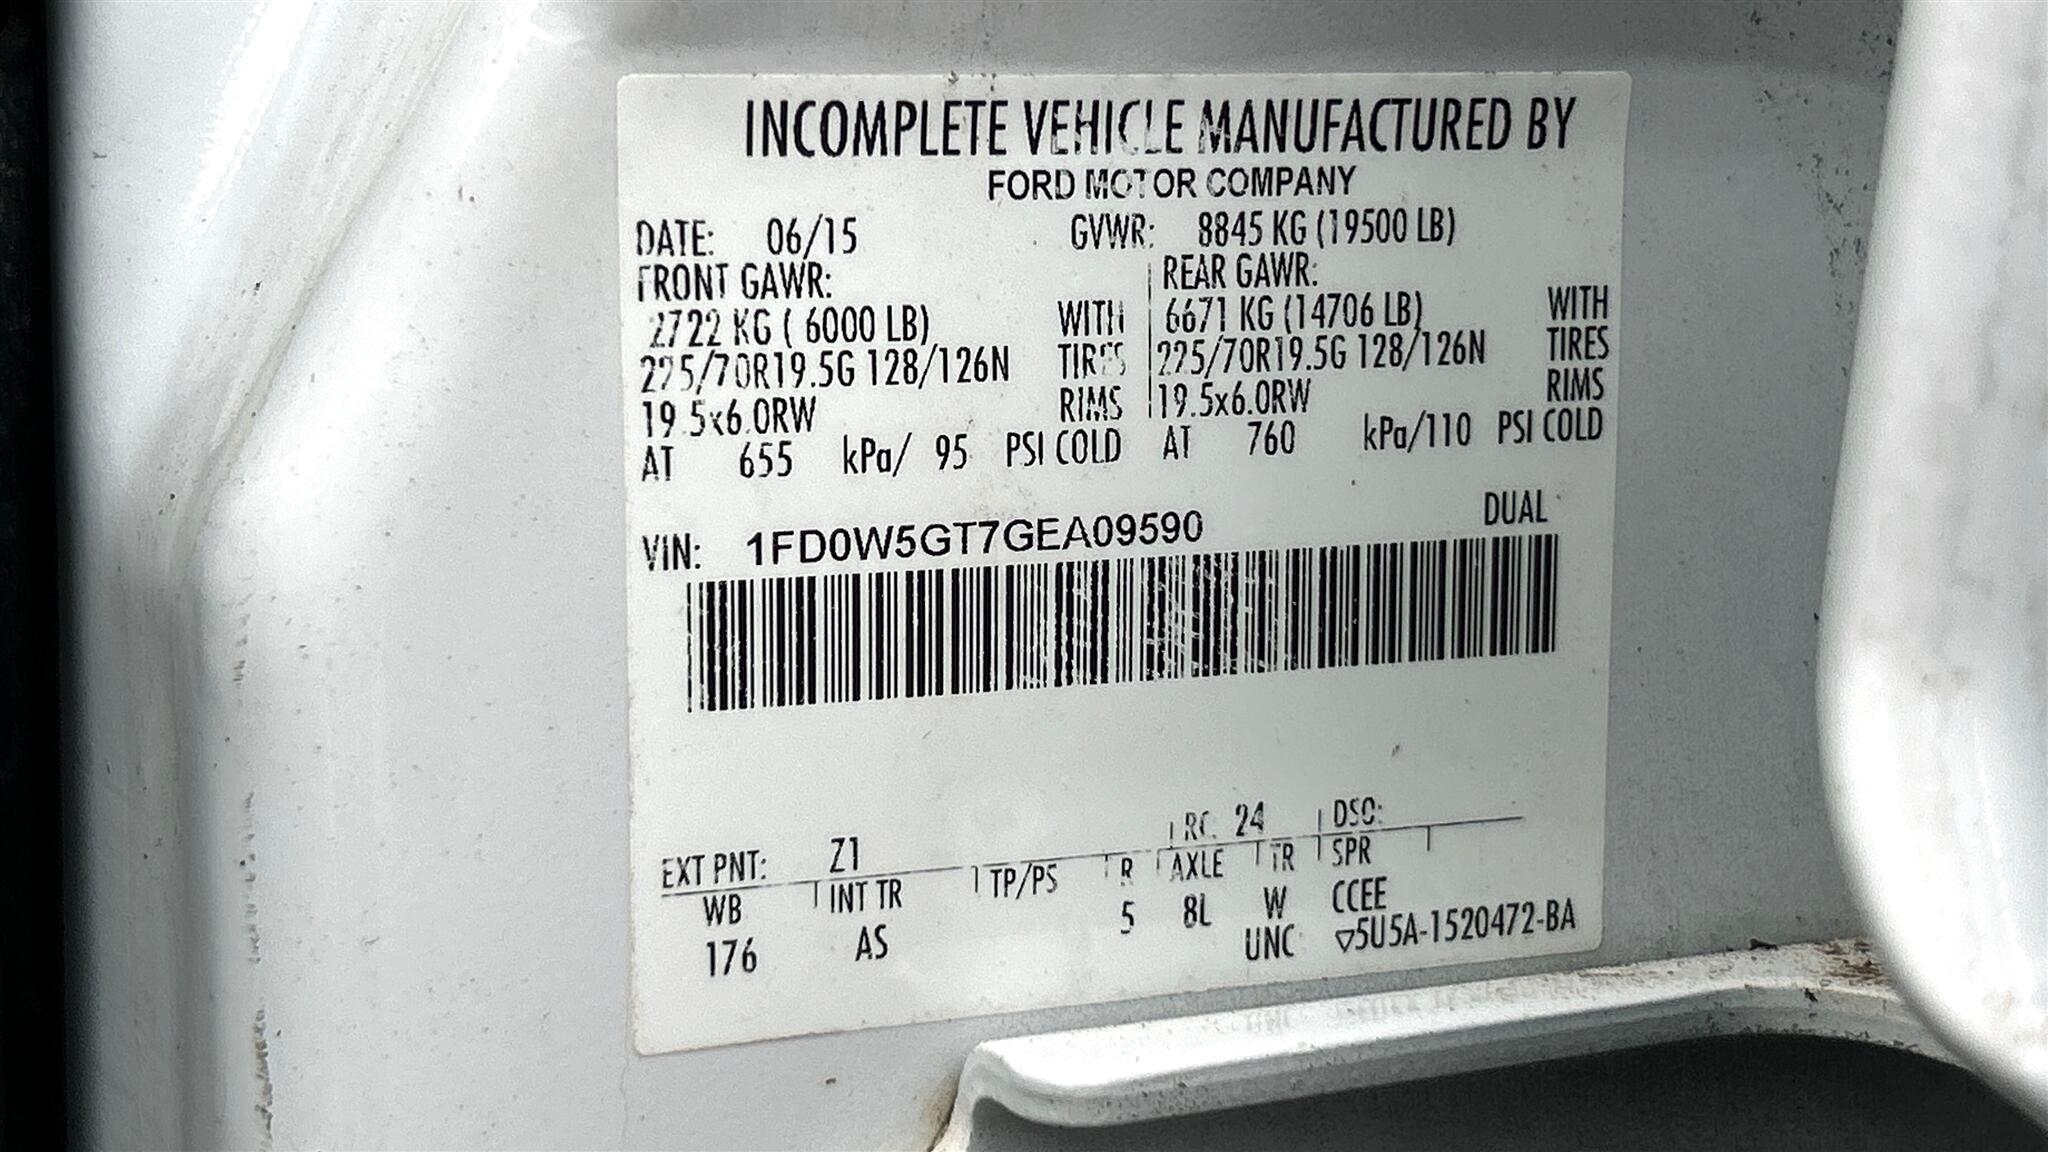 INCOMPLETE VEHICLE MANUFACTURED BY
FORD MOTOR COMPANY
DATE: 06/15 GVWR: 8845 KG (19500 LB)
FRONT GAWR: REAR GAWR:
2722 KG ( 6000 LB) WITH 6671 KG (14706 LB) WITH
225/70R19.5G 128/126N TIRES 225/70R19.5G 128/126N TIRES
19.5x6.0RW RIMS 19.5x6.0RW RIMS
AT 655 kPa/ 95 PSI COLD AT 760 kPa/110 PSI COLD
DUAL
VIN: 1FD0W5GT7GEA09590
EXT PNT: Z1 RC: 24 DSO:
WB INT TR TP/PS R AXLE TR SPR
176 AS 5 8L W CCEE
UNC ▽5U5A-1520472-BA